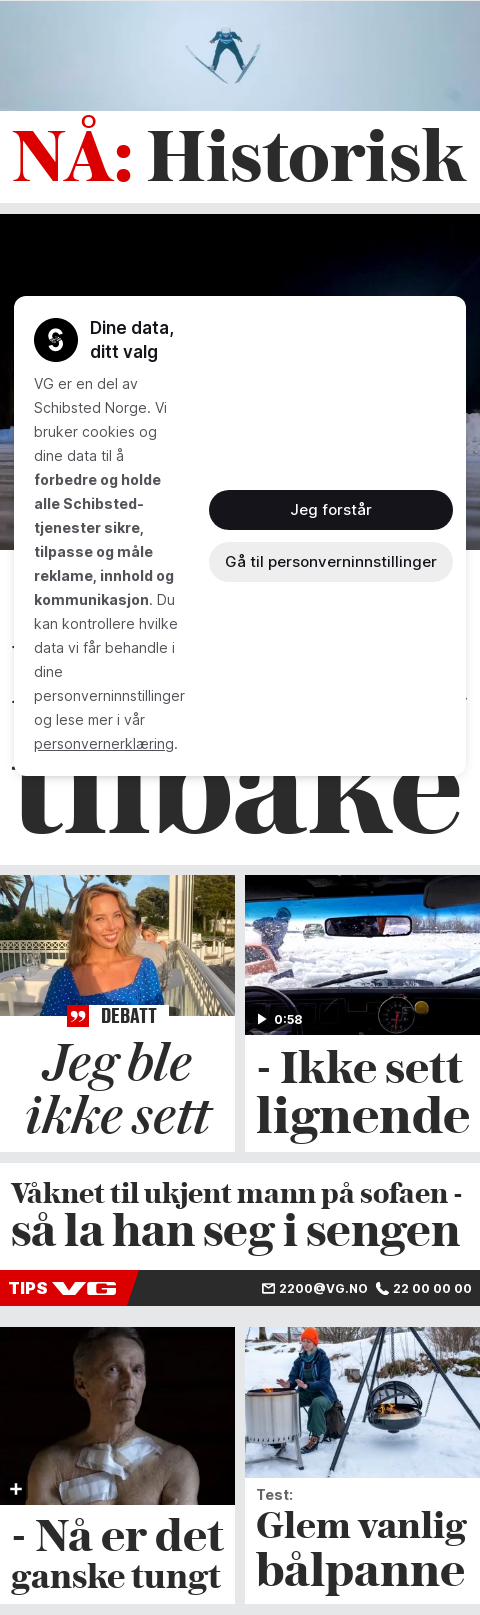 NÅ: Historisk
Dine data,
ditt valg
VG er en del av
Schibsted Norge. Vi
bruker cookies og
dine data til å
forbedre og holde
alle Schibsted-
tjenester sikre,
tilpasse og måle
reklame, innhold og
kommunikasjon. Du
kan kontrollere hvilke
data vi får behandle i
dine
personverninnstillinger
og lese mer i vår
personvernerklæring.
Jeg forstår
Gå til personverninnstillinger
tilbake
DEBATT
Jeg ble
ikke sett
0:58
- Ikke sett
lignende
Våknet til ukjent mann på sofaen -
så la han seg i sengen
TIPS VG 2200@VG.NO 22 00 00 00
- Nå er det
ganske tungt
Test:
Glem vanlig
bålpanne